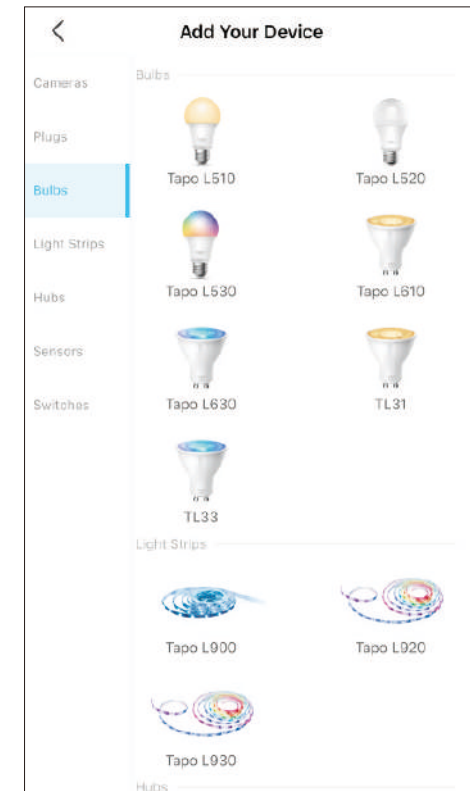 Add Your Device
Cameras
Plugs
Bulbs
Light Strips
Hubs
Sensors
Switches
Bulbs
Tapo L510
Tapo L520
Tapo L530
Tapo L610
Tapo L630
TL31
TL33
Light Strips
Tapo L900
Tapo L920
Tapo L930
Hubs